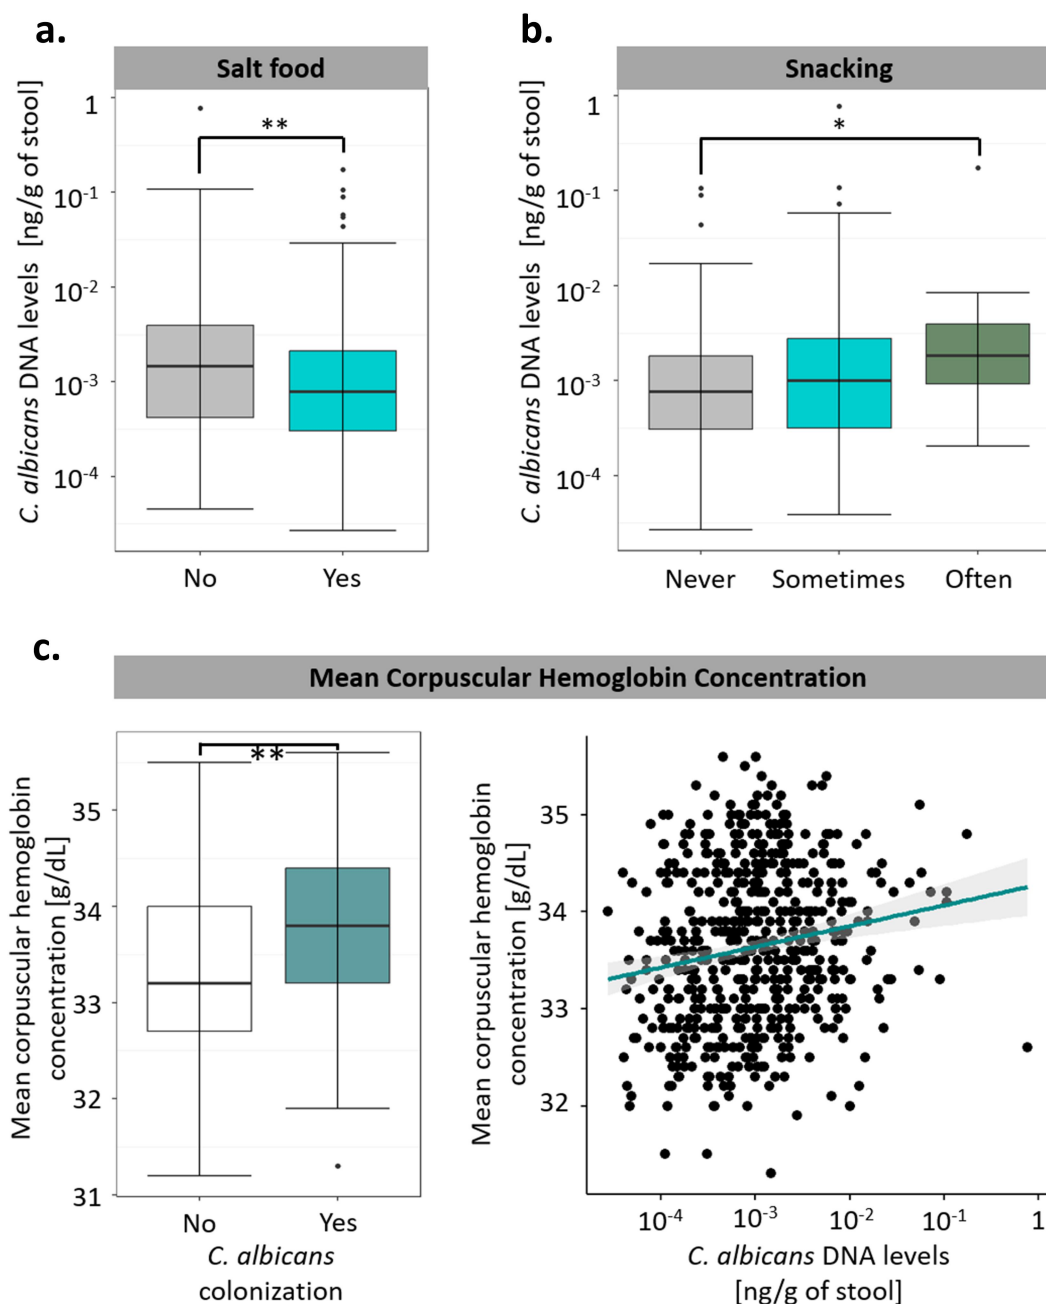 a.
Salt food
C. albicans DNA levels [ng/g of stool]
1
10-1
10-2
10-3
10-4
**
No
Yes
b.
Snacking
C. albicans DNA levels [ng/g of stool]
1
10-1
10-2
10-3
10-4
*
Never
Sometimes
Often
c.
Mean Corpuscular Hemoglobin Concentration
Mean corpuscular hemoglobin
concentration [g/dL]
35
34
33
32
31
**
No
Yes
C. albicans
colonization
Mean corpuscular hemoglobin
concentration [g/dL]
35
34
33
32
10-4
10-3
10-2
10-1
1
C. albicans DNA levels
[ng/g of stool]